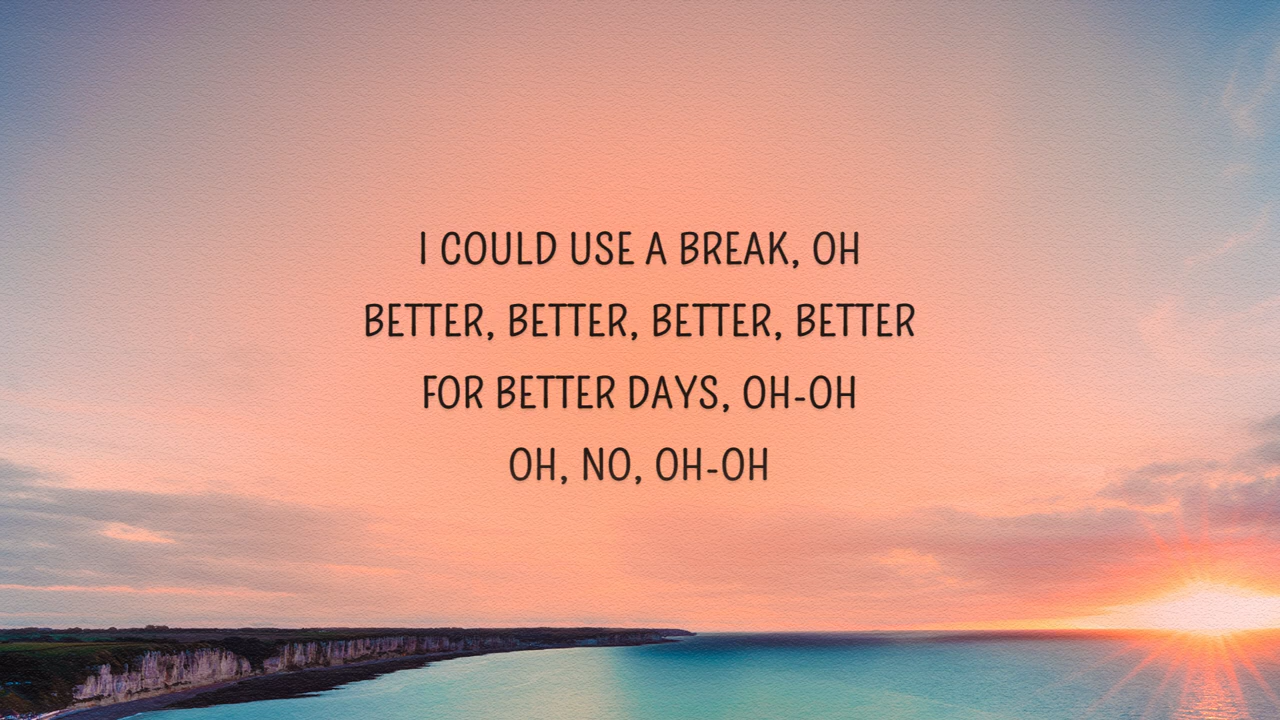 I COULD USE A BREAK, OH
BETTER, BETTER, BETTER, BETTER
FOR BETTER DAYS, OH-OH
OH, NO, OH-OH